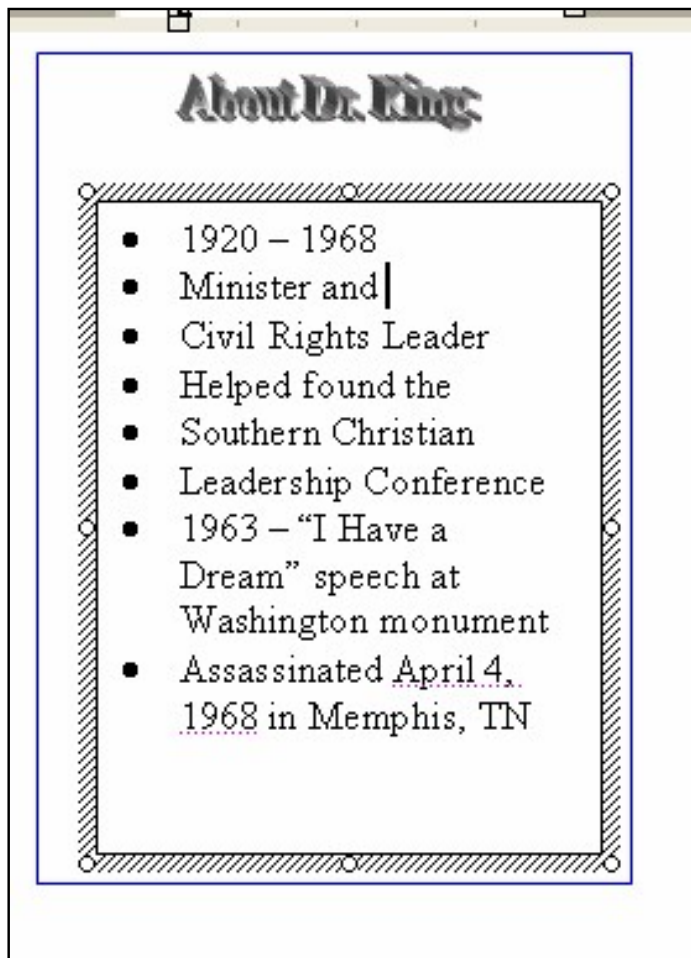 About Dr. King:
• 1920 – 1968
• Minister and
• Civil Rights Leader
• Helped found the
• Southern Christian
• Leadership Conference
• 1963 – “I Have a
Dream” speech at
Washington monument
• Assassinated April 4,
1968 in Memphis, TN